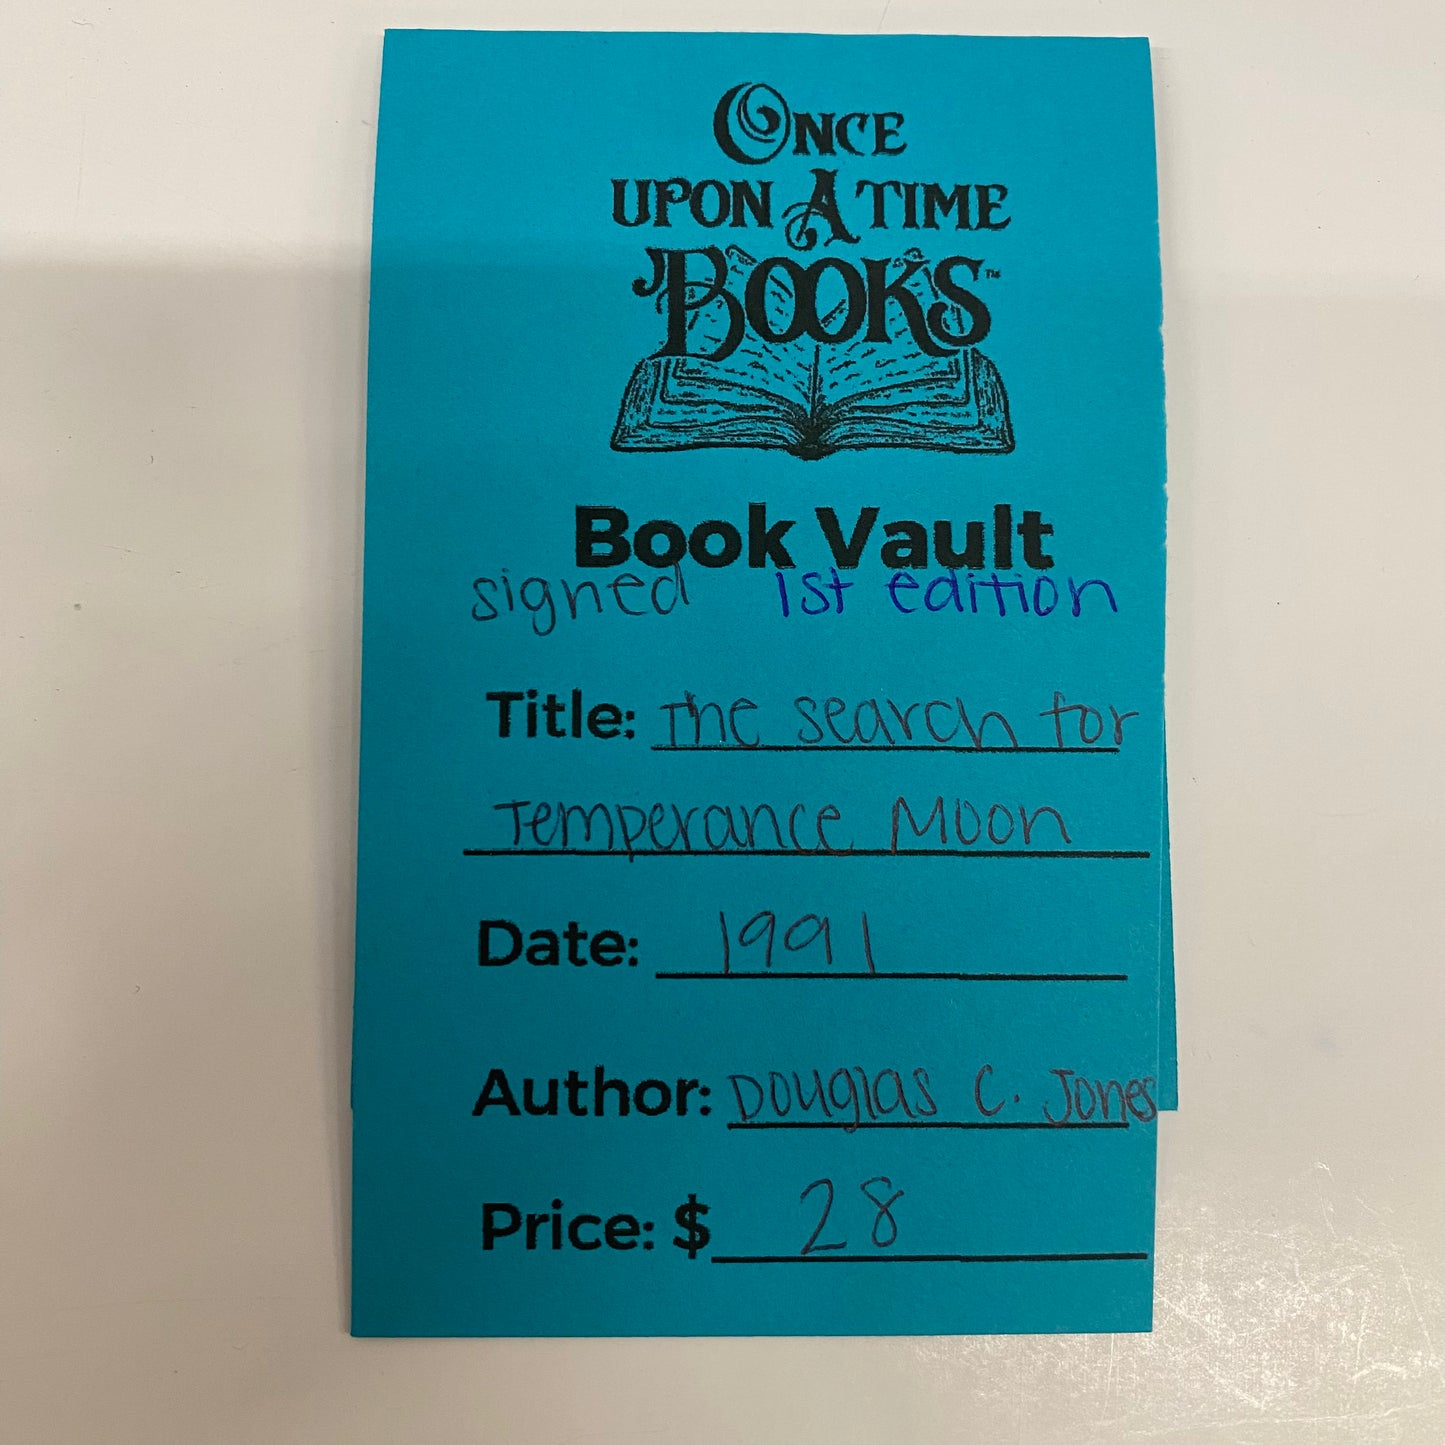 ONCE
UPON A TIME
BOOKS™
Book Vault
signed 1st edition
Title: The search for
Temperance Moon
Date: 1991
Author: Douglas C. Jones
Price: $ 28